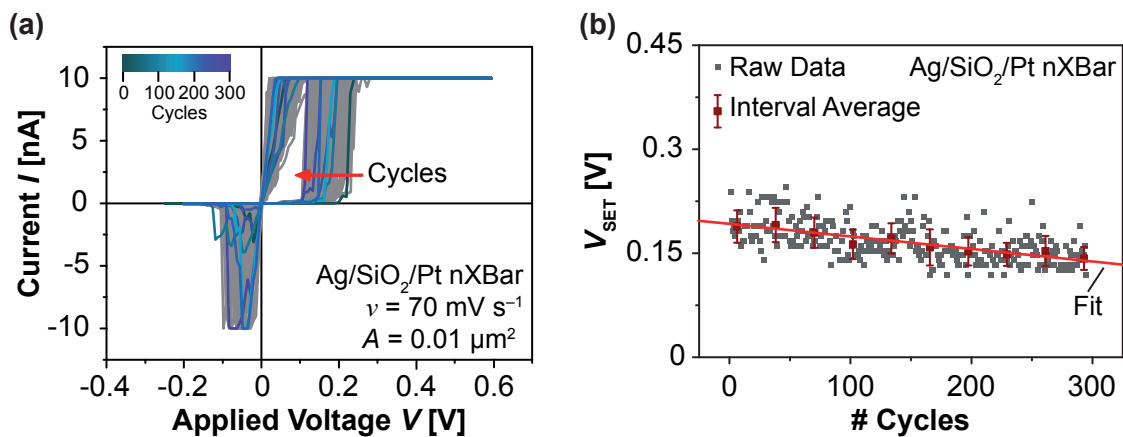 (a)
0 100 200 300
Cycles
Cycles
Ag/SiO₂/Pt nXBar
ν = 70 mV s⁻¹
A = 0.01 µm²
10
5
0
-5
-10
Current I [nA]
-0.4 -0.2 0 0.2 0.4 0.6
Applied Voltage V [V]
(b)
Raw Data
Interval Average
Ag/SiO₂/Pt nXBar
Fit
0.45
0.3
0.15
0
V_SET [V]
0 100 200 300
# Cycles